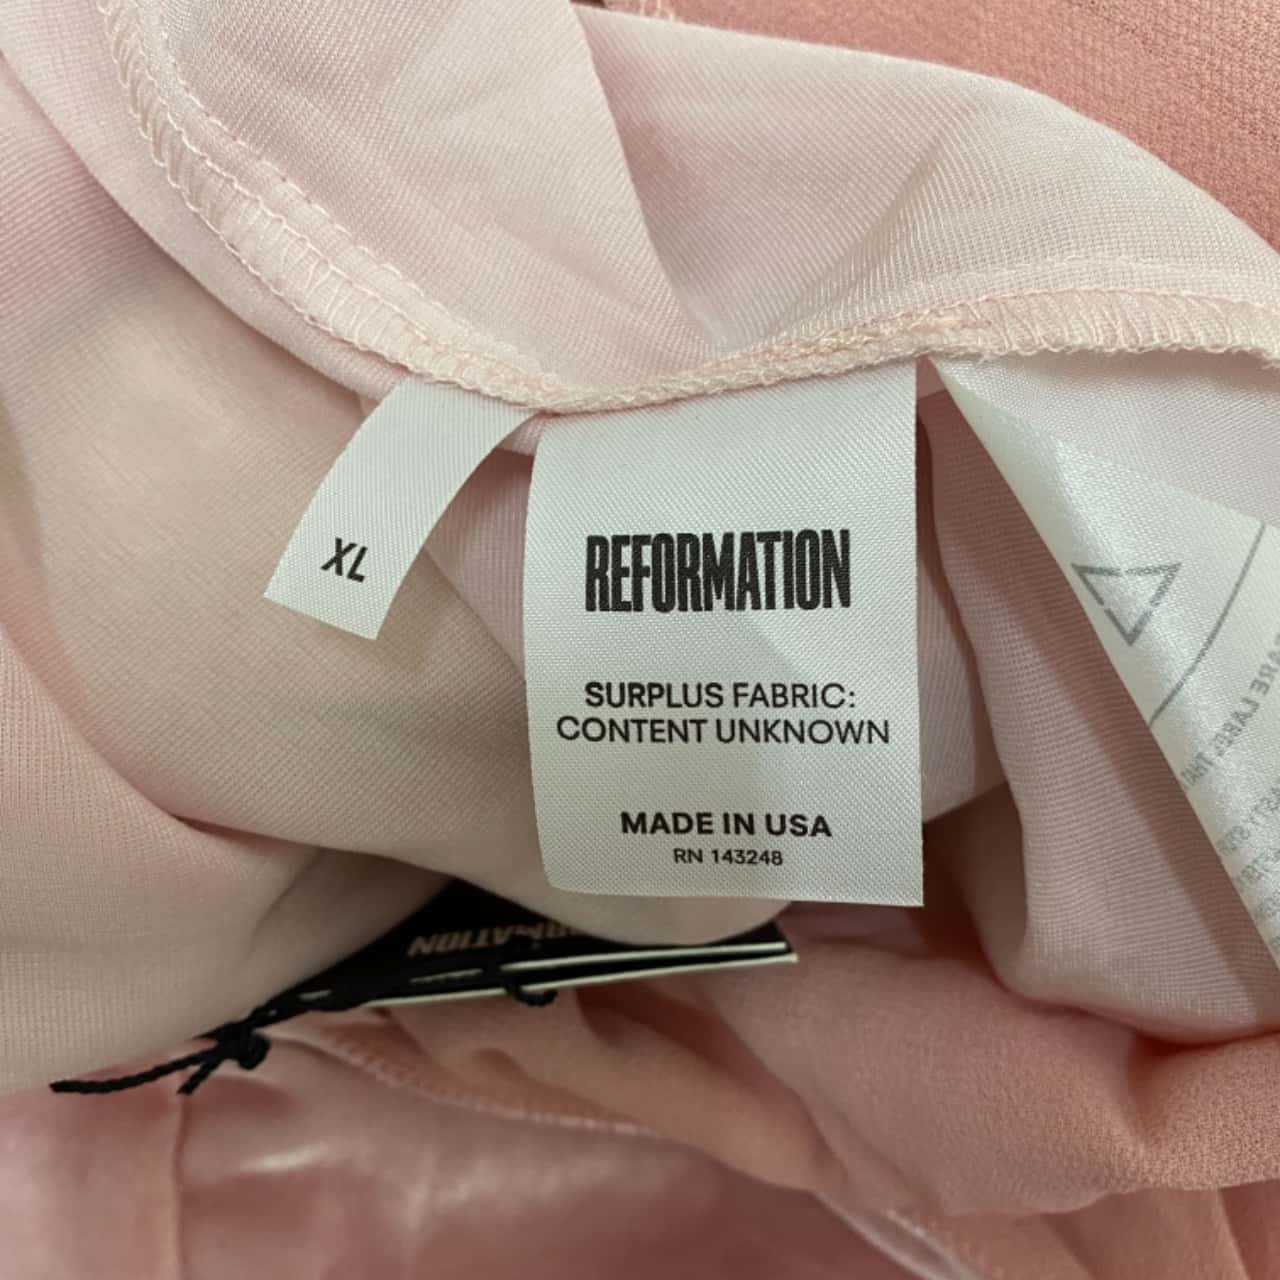 XL
REFORMATION
SURPLUS FABRIC:
CONTENT UNKNOWN
MADE IN USA
RN 143248